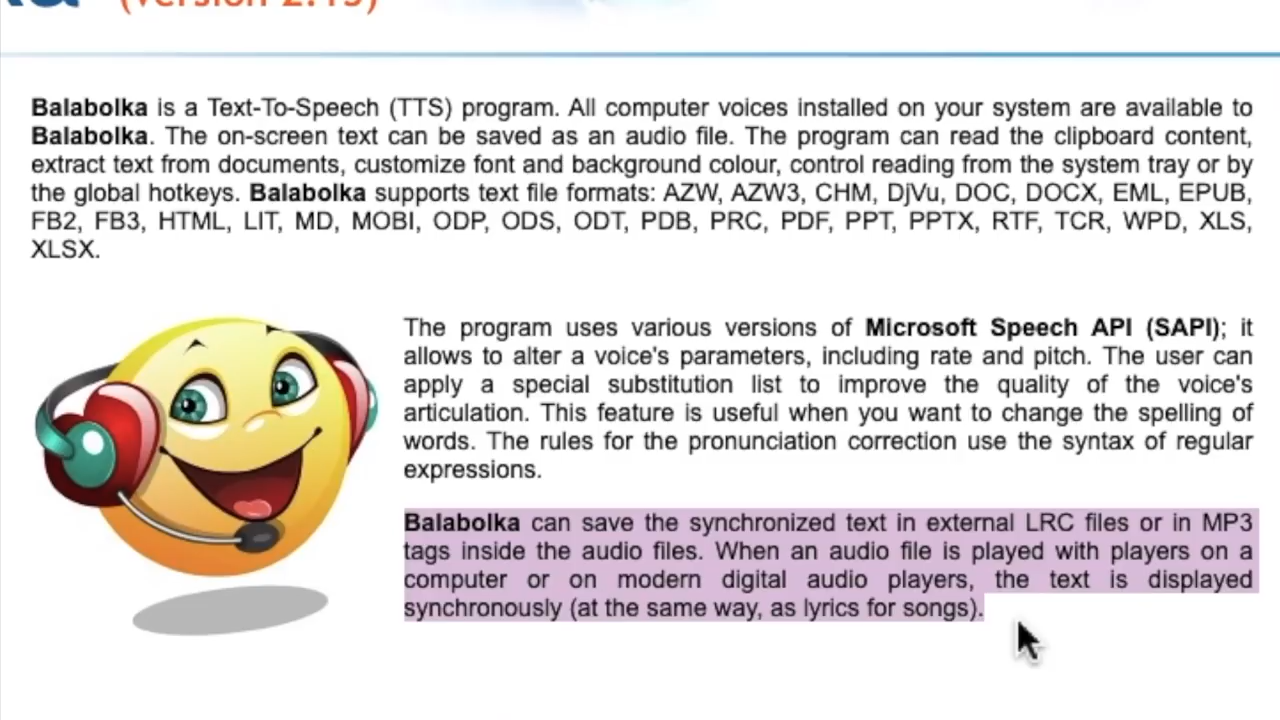 Balabolka is a Text-To-Speech (TTS) program. All computer voices installed on your system are available to
Balabolka. The on-screen text can be saved as an audio file. The program can read the clipboard content,
extract text from documents, customize font and background colour, control reading from the system tray or by
the global hotkeys. Balabolka supports text file formats: AZW, AZW3, CHM, DjVu, DOC, DOCX, EML, EPUB,
FB2, FB3, HTML, LIT, MD, MOBI, ODP, ODS, ODT, PDB, PRC, PDF, PPT, PPTX, RTF, TCR, WPD, XLS,
XLSX.
The program uses various versions of Microsoft Speech API (SAPI); it
allows to alter a voice's parameters, including rate and pitch. The user can
apply a special substitution list to improve the quality of the voice's
articulation. This feature is useful when you want to change the spelling of
words. The rules for the pronunciation correction use the syntax of regular
expressions.
Balabolka can save the synchronized text in external LRC files or in MP3
tags inside the audio files. When an audio file is played with players on a
computer or on modern digital audio players, the text is displayed
synchronously (at the same way, as lyrics for songs).